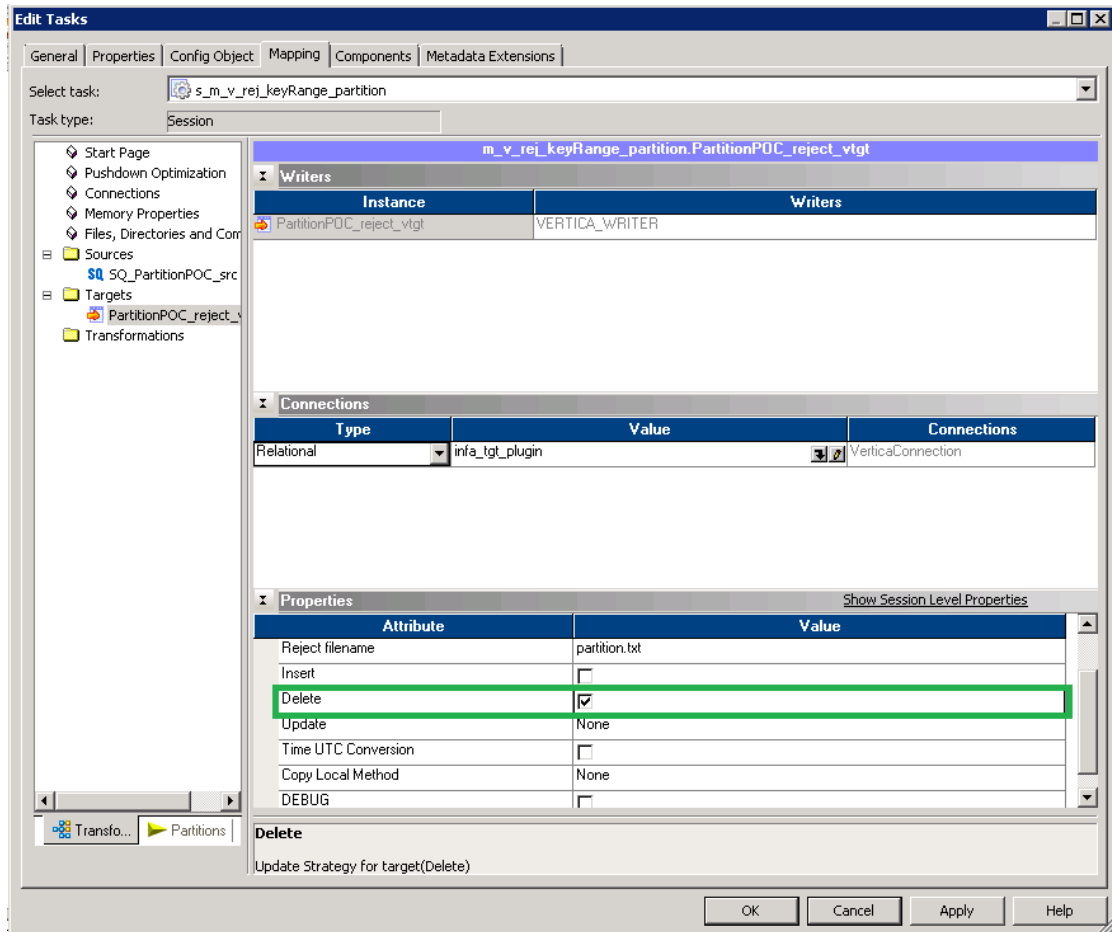 Edit Tasks
General Properties Config Object Mapping Components Metadata Extensions
Select task: s_m_v_rej_keyRange_partition
Task type: Session
Start Page
Pushdown Optimization
Connections
Memory Properties
Files, Directories and Com
Sources
SQ SQ_PartitionPOC_src
Targets
PartitionPOC_reject_v
Transformations
Transfo... Partitions
m_v_rej_keyRange_partition.PartitionPOC_reject_vtgt
Writers
Instance Writers
PartitionPOC_reject_vtgt VERTICA_WRITER
Connections
Type Value Connections
Relational infa_tgt_plugin VerticaConnection
Properties Show Session Level Properties
Attribute Value
Reject filename partition.txt
Insert
Delete
Update None
Time UTC Conversion
Copy Local Method None
DEBUG
Delete
Update Strategy for target(Delete)
OK Cancel Apply Help